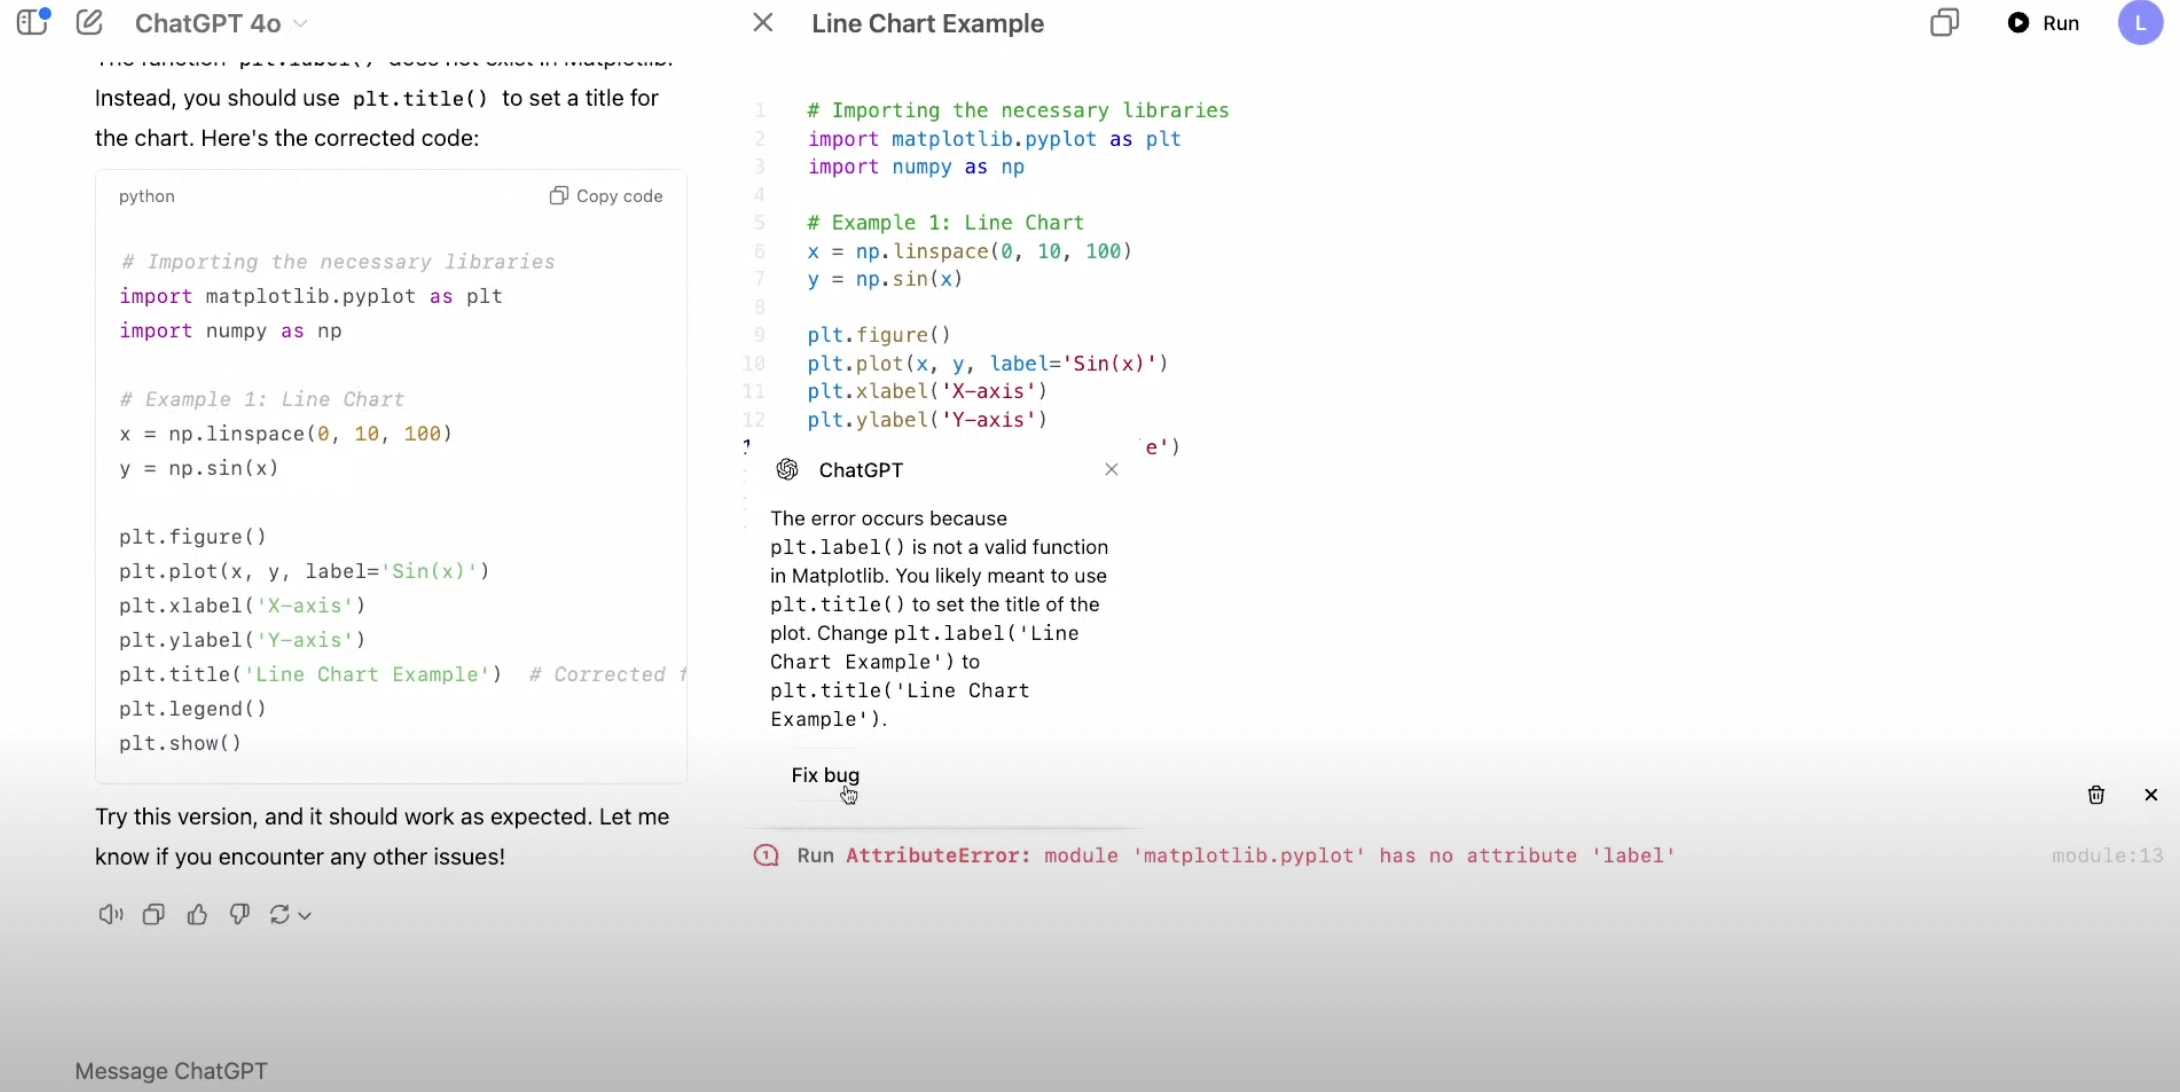 ChatGPT 4o
Instead, you should use plt.title() to set a title for
the chart. Here's the corrected code:
python
Copy code
# Importing the necessary libraries
import matplotlib.pyplot as plt
import numpy as np
# Example 1: Line Chart
x = np.linspace(0, 10, 100)
y = np.sin(x)
plt.figure()
plt.plot(x, y, label='Sin(x)')
plt.xlabel('X-axis')
plt.ylabel('Y-axis')
plt.title('Line Chart Example')  # Corrected f
plt.legend()
plt.show()
Try this version, and it should work as expected. Let me
know if you encounter any other issues!
Message ChatGPT
Line Chart Example
Run
L
1 # Importing the necessary libraries
2 import matplotlib.pyplot as plt
3 import numpy as np
4
5 # Example 1: Line Chart
6 x = np.linspace(0, 10, 100)
7 y = np.sin(x)
8
9 plt.figure()
10 plt.plot(x, y, label='Sin(x)')
11 plt.xlabel('X-axis')
12 plt.ylabel('Y-axis')
e')
ChatGPT
The error occurs because
plt.label() is not a valid function
in Matplotlib. You likely meant to use
plt.title() to set the title of the
plot. Change plt.label('Line
Chart Example') to
plt.title('Line Chart
Example').
Fix bug
1 Run AttributeError: module 'matplotlib.pyplot' has no attribute 'label'
module:13